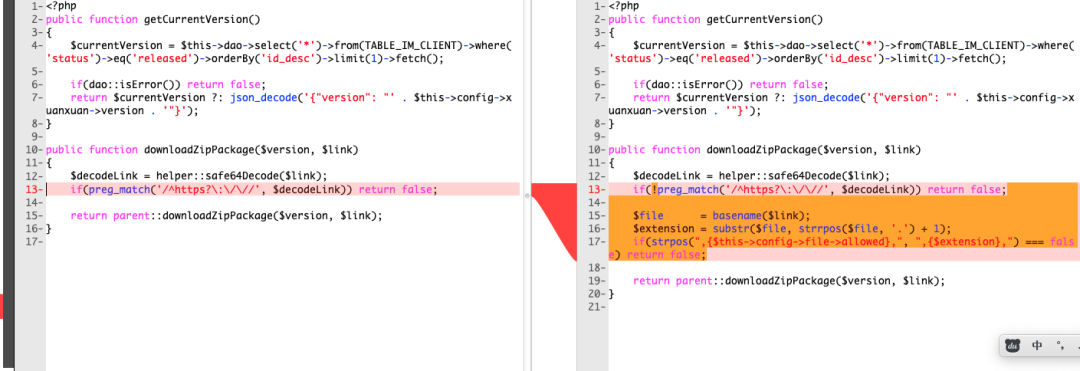 1-<?php
2-public function getCurrentVersion()
3-{
4-    $currentVersion = $this->dao->select('*')->from(TABLE_IM_CLIENT)->where(
'status')->eq('released')->orderBy('id_desc')->limit(1)->fetch();
5-
6-    if(dao::isError()) return false;
7-    return $currentVersion ?: json_decode('{"version": "' . $this->config->x
uanxuan->version . '"}');
8-}
9-
10-public function downloadZipPackage($version, $link)
11-{
12-    $decodeLink = helper::safe64Decode($link);
13-    if(preg_match('/^https?\:\/\//', $decodeLink)) return false;
14-
15-    return parent::downloadZipPackage($version, $link);
16-}
17-
1-<?php
2-public function getCurrentVersion()
3-{
4-    $currentVersion = $this->dao->select('*')->from(TABLE_IM_CLIENT)->where(
'status')->eq('released')->orderBy('id_desc')->limit(1)->fetch();
5-
6-    if(dao::isError()) return false;
7-    return $currentVersion ?: json_decode('{"version": "' . $this->config->x
uanxuan->version . '"}');
8-}
9-
10-public function downloadZipPackage($version, $link)
11-{
12-    $decodeLink = helper::safe64Decode($link);
13-    if(!preg_match('/^https?\:\/\//', $decodeLink)) return false;
14-
15-    $file      = basename($link);
16-    $extension = substr($file, strrpos($file, '.') + 1);
17-    if(strpos(",{$this->config->file->allowed},", ",{$extension},") === fals
e) return false;
18-
19-    return parent::downloadZipPackage($version, $link);
20-}
21-
du 中 °,